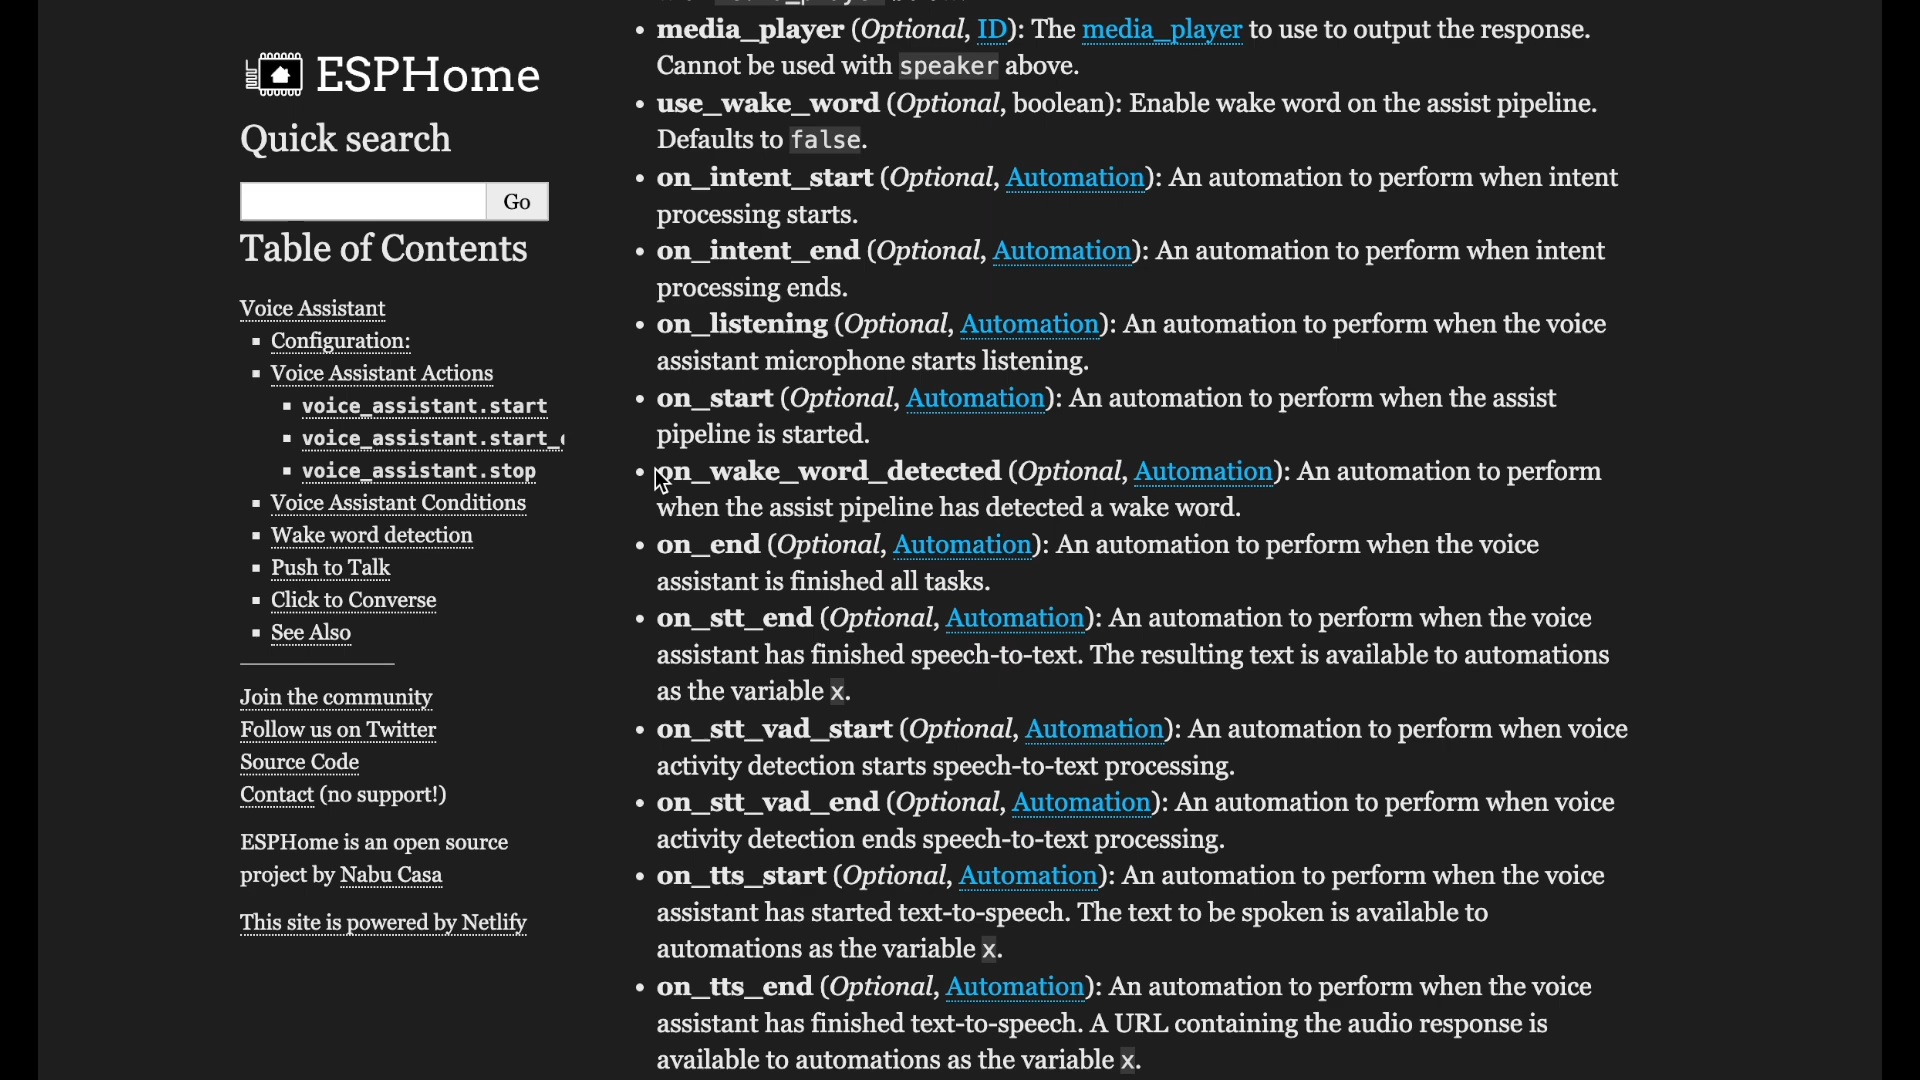 ESPHome
Quick search
Go
Table of Contents
Voice Assistant
Configuration:
Voice Assistant Actions
voice_assistant.start
voice_assistant.start_
voice_assistant.stop
Voice Assistant Conditions
Wake word detection
Push to Talk
Click to Converse
See Also
Join the community
Follow us on Twitter
Source Code
Contact (no support!)
ESPHome is an open source
project by Nabu Casa
This site is powered by Netlify
• media_player (Optional, ID): The media_player to use to output the response.
Cannot be used with speaker above.
• use_wake_word (Optional, boolean): Enable wake word on the assist pipeline.
Defaults to false.
• on_intent_start (Optional, Automation): An automation to perform when intent
processing starts.
• on_intent_end (Optional, Automation): An automation to perform when intent
processing ends.
• on_listening (Optional, Automation): An automation to perform when the voice
assistant microphone starts listening.
• on_start (Optional, Automation): An automation to perform when the assist
pipeline is started.
• on_wake_word_detected (Optional, Automation): An automation to perform
when the assist pipeline has detected a wake word.
• on_end (Optional, Automation): An automation to perform when the voice
assistant is finished all tasks.
• on_stt_end (Optional, Automation): An automation to perform when the voice
assistant has finished speech-to-text. The resulting text is available to automations
as the variable x.
• on_stt_vad_start (Optional, Automation): An automation to perform when voice
activity detection starts speech-to-text processing.
• on_stt_vad_end (Optional, Automation): An automation to perform when voice
activity detection ends speech-to-text processing.
• on_tts_start (Optional, Automation): An automation to perform when the voice
assistant has started text-to-speech. The text to be spoken is available to
automations as the variable x.
• on_tts_end (Optional, Automation): An automation to perform when the voice
assistant has finished text-to-speech. A URL containing the audio response is
available to automations as the variable x.